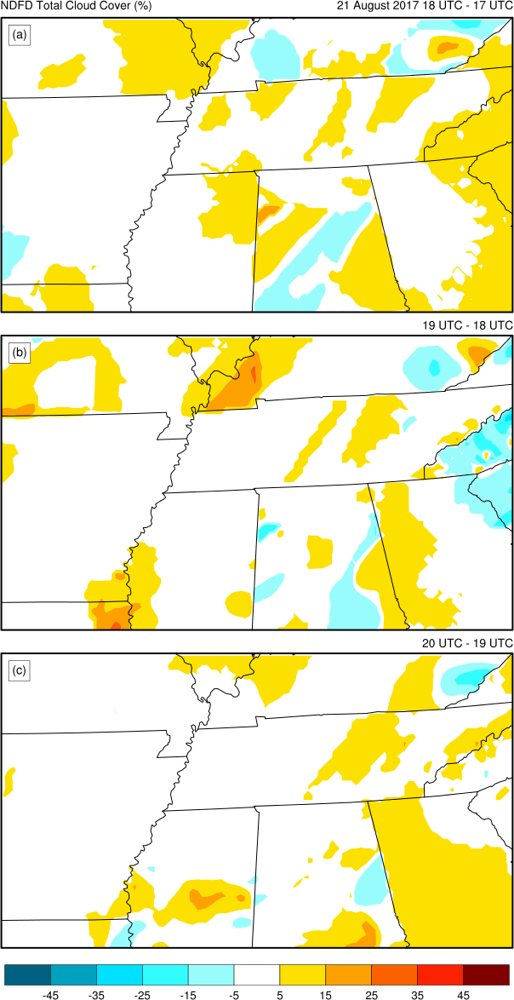 NDFD Total Cloud Cover (%) 21 August 2017 18 UTC - 17 UTC
(a)
19 UTC - 18 UTC
(b)
20 UTC - 19 UTC
(c)
-45 -35 -25 -15 -5 5 15 25 35 45